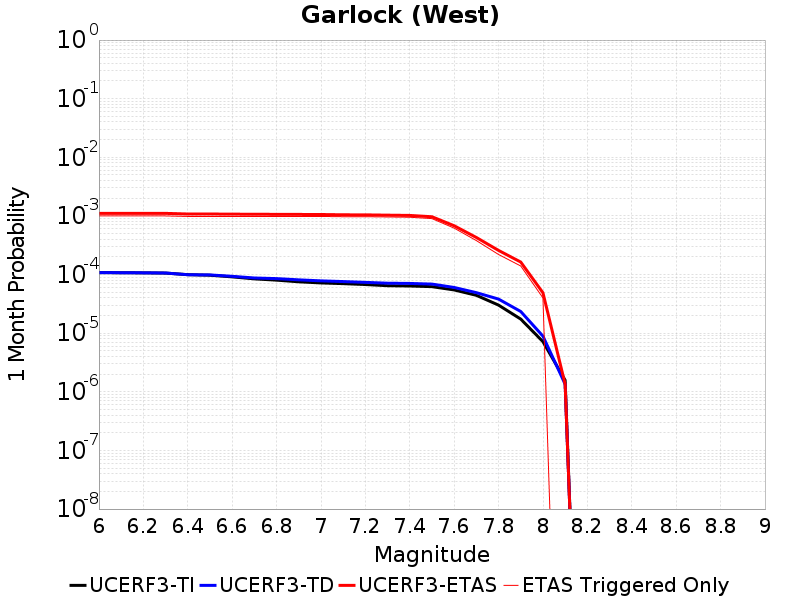 Garlock (West)
1 Month Probability
10^0
10^-1
10^-2
10^-3
10^-4
10^-5
10^-6
10^-7
10^-8
6 6.2 6.4 6.6 6.8 7 7.2 7.4 7.6 7.8 8 8.2 8.4 8.6 8.8 9
Magnitude
UCERF3-TI UCERF3-TD UCERF3-ETAS ETAS Triggered Only